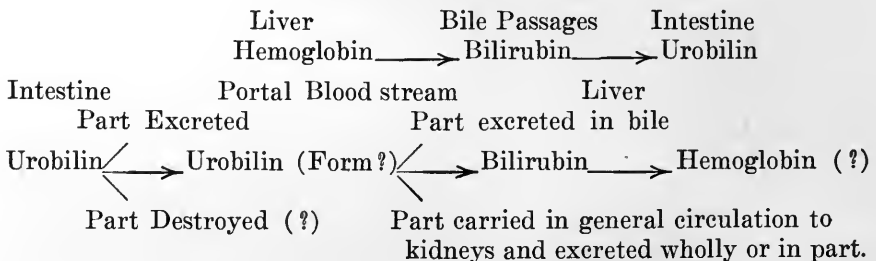 Liver Bile Passages Intestine
Hemoglobin Bilirubin Urobilin
Intestine Portal Blood stream Liver
Part Excreted Part excreted in bile
Urobilin Urobilin (Form?) Bilirubin Hemoglobin (?)
Part Destroyed (?) Part carried in general circulation to
kidneys and excreted wholly or in part.